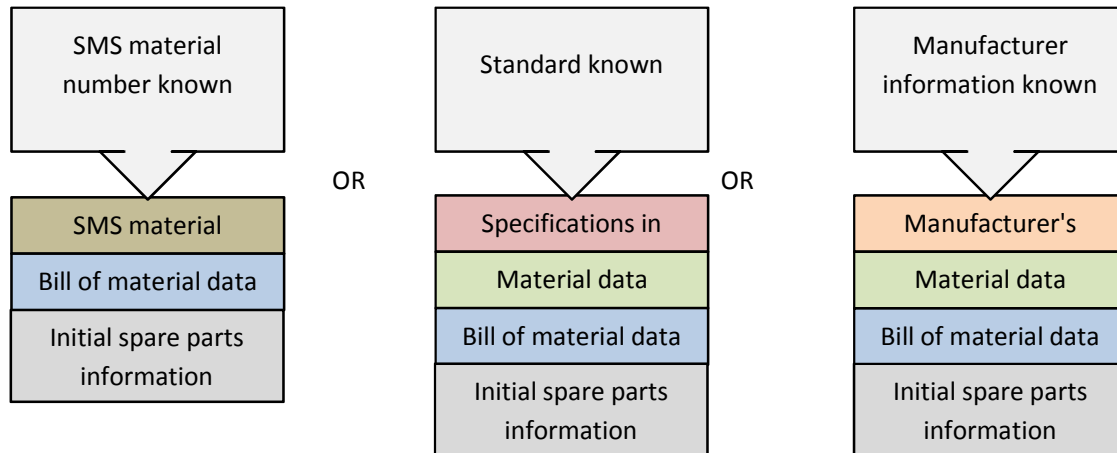 SMS material
number known
Standard known
Manufacturer
information known
OR
OR
SMS material
Bill of material data
Initial spare parts
information
Specifications in
Material data
Bill of material data
Initial spare parts
information
Manufacturer's
Material data
Bill of material data
Initial spare parts
information